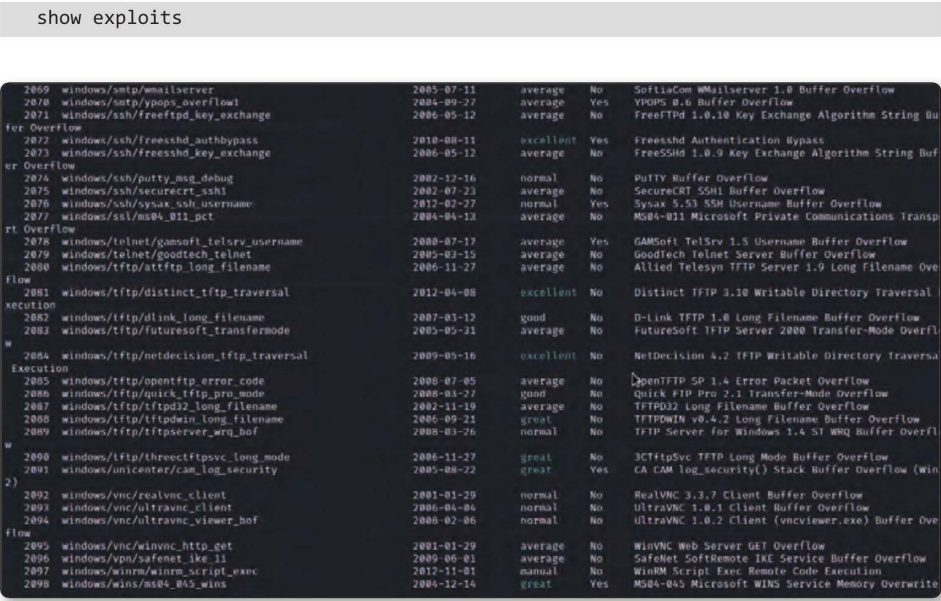 show exploits
2069 windows/smtp/wmailserver 2005-07-11 average No SoftiaCom WMailserver 1.0 Buffer Overflow
2070 windows/smtp/ypops_overflow1 2004-09-27 average Yes YPOPS 0.6 Buffer Overflow
2071 windows/ssh/freeftpd_key_exchange 2006-05-12 average No FreeFTPd 1.0.10 Key Exchange Algorithm String Bu
fer Overflow
2072 windows/ssh/freesshd_authbypass 2010-08-11 excellent Yes Freesshd Authentication Bypass
2073 windows/ssh/freesshd_key_exchange 2006-05-12 average No FreeSSHd 1.0.9 Key Exchange Algorithm String Buf
er Overflow
2074 windows/ssh/putty_msg_debug 2002-12-16 normal No PuTTY Buffer Overflow
2075 windows/ssh/securecrt_ssh1 2002-07-23 average No SecureCRT SSH1 Buffer Overflow
2076 windows/ssh/sysax_ssh_username 2012-02-27 normal Yes Sysax 5.53 SSH Username Buffer Overflow
2077 windows/ssl/ms04_011_pct 2004-04-13 average No MS04-011 Microsoft Private Communications Transp
rt Overflow
2078 windows/telnet/gamsoft_telsrv_username 2000-07-17 average Yes GAMSoft TelSrv 1.5 Username Buffer Overflow
2079 windows/telnet/goodtech_telnet 2005-03-15 average No GoodTech Telnet Server Buffer Overflow
2080 windows/tftp/attftp_long_filename 2006-11-27 average No Allied Telesyn TFTP Server 1.9 Long Filename Ove
flow
2081 windows/tftp/distinct_tftp_traversal 2012-04-08 excellent No Distinct TFTP 3.10 Writable Directory Traversal
xecution
2082 windows/tftp/dlink_long_filename 2007-03-12 good No D-Link TFTP 1.0 Long Filename Buffer Overflow
2083 windows/tftp/futuresoft_transfermode 2005-05-31 average No FutureSoft TFTP Server 2000 Transfer-Mode Overfl
w
2084 windows/tftp/netdecision_tftp_traversal 2009-05-16 excellent No NetDecision 4.2 TFTP Writable Directory Traversa
Execution
2085 windows/tftp/opentftp_error_code 2008-07-05 average No OpenTFTP SP 1.4 Error Packet Overflow
2086 windows/tftp/quick_tftp_pro_mode 2008-03-27 good No Quick FTP Pro 2.1 Transfer-Mode Overflow
2087 windows/tftp/tftpd32_long_filename 2002-11-19 average No TFTPD32 Long Filename Buffer Overflow
2088 windows/tftp/tftpdwin_long_filename 2006-09-21 great No TFTPDWIN v0.4.2 Long Filename Buffer Overflow
2089 windows/tftp/tftpserver_wrq_bof 2008-03-26 normal No TFTP Server for Windows 1.4 ST WRQ Buffer Overfl
w
2090 windows/tftp/threectftpsvc_long_mode 2006-11-27 great No 3CTftpSvc TFTP Long Mode Buffer Overflow
2091 windows/unicenter/cam_log_security 2005-08-22 great Yes CA CAM log_security() Stack Buffer Overflow (Win
2)
2092 windows/vnc/realvnc_client 2001-01-29 normal No RealVNC 3.3.7 Client Buffer Overflow
2093 windows/vnc/ultravnc_client 2006-04-04 normal No UltraVNC 1.0.1 Client Buffer Overflow
2094 windows/vnc/ultravnc_viewer_bof 2008-02-06 normal No UltraVNC 1.0.2 Client (vncviewer.exe) Buffer Ove
flow
2095 windows/vnc/winvnc_http_get 2001-01-29 average No WinVNC Web Server GET Overflow
2096 windows/vpn/safenet_ike_11 2009-06-01 average No SafeNet SoftRemote IKE Service Buffer Overflow
2097 windows/winrm/winrm_script_exec 2012-11-01 manual No WinRM Script Exec Remote Code Execution
2098 windows/wins/ms04_045_wins 2004-12-14 great Yes MS04-045 Microsoft WINS Service Memory Overwrite